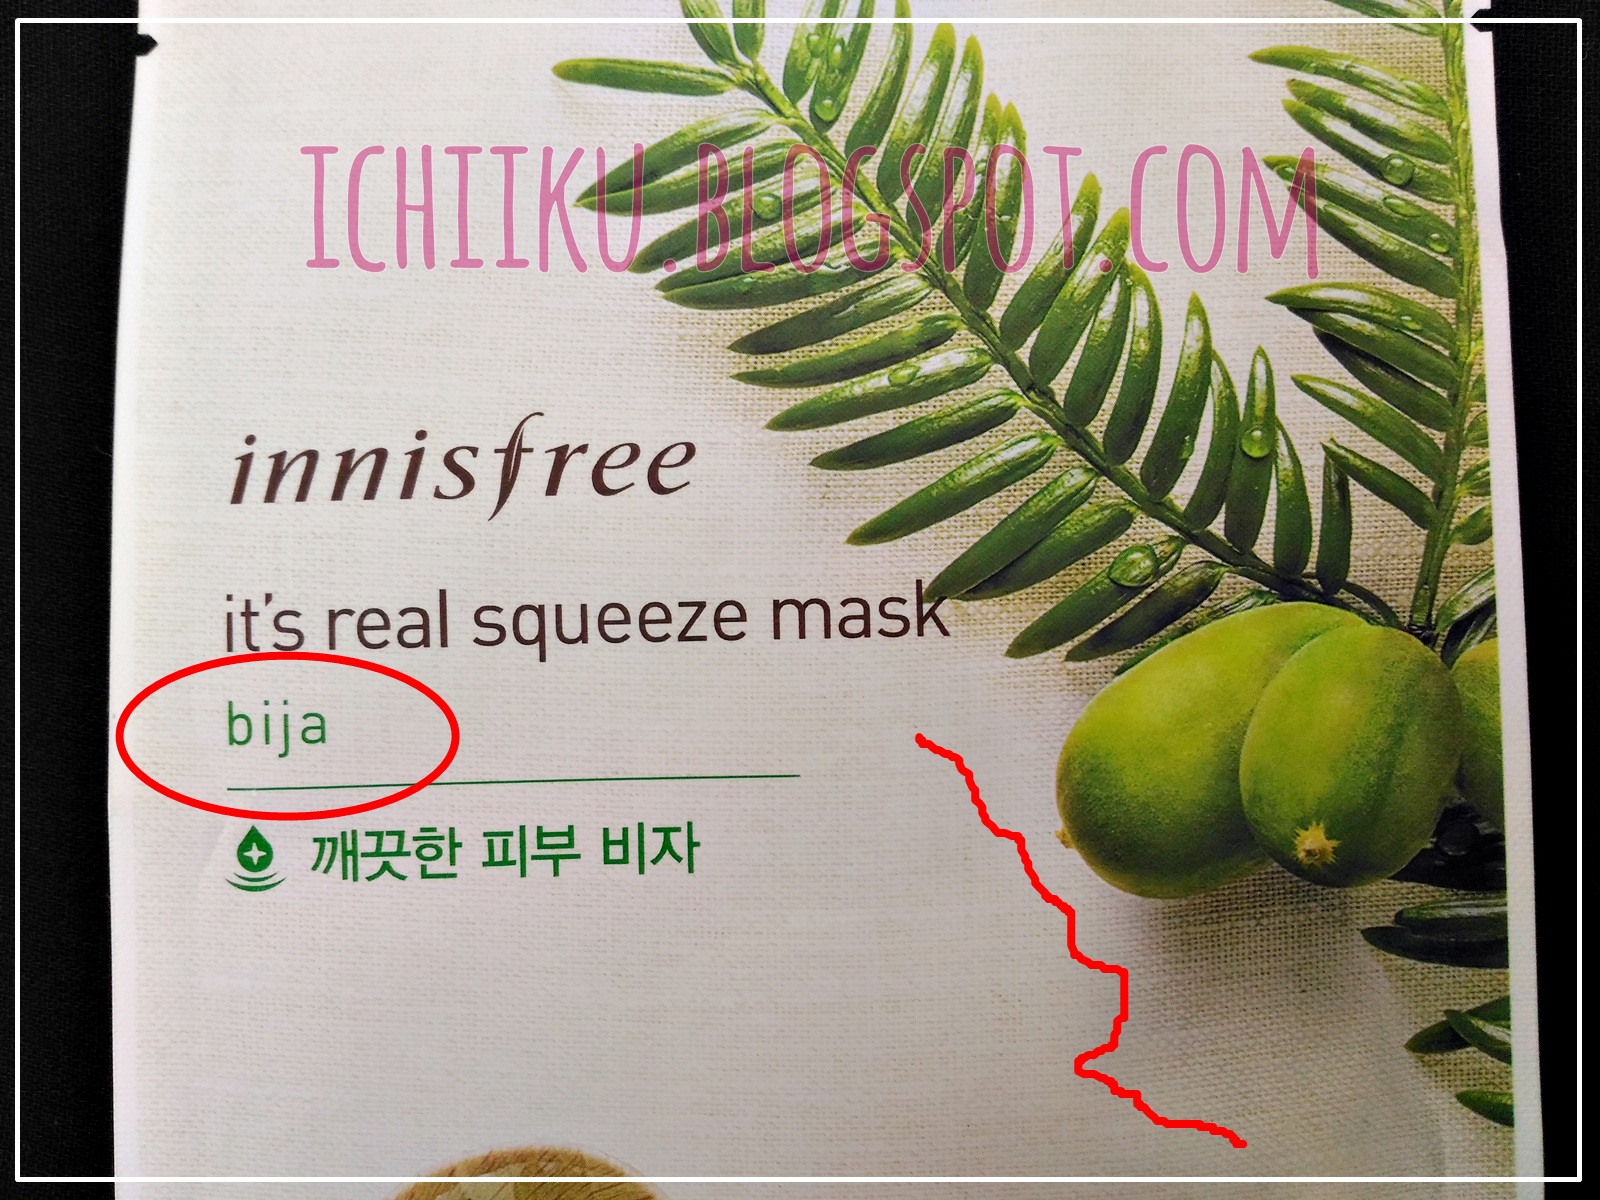 ICHIIKU.BLOGSPOT.COM
innisfree
it's real squeeze mask
bija
깨끗한 피부 비자